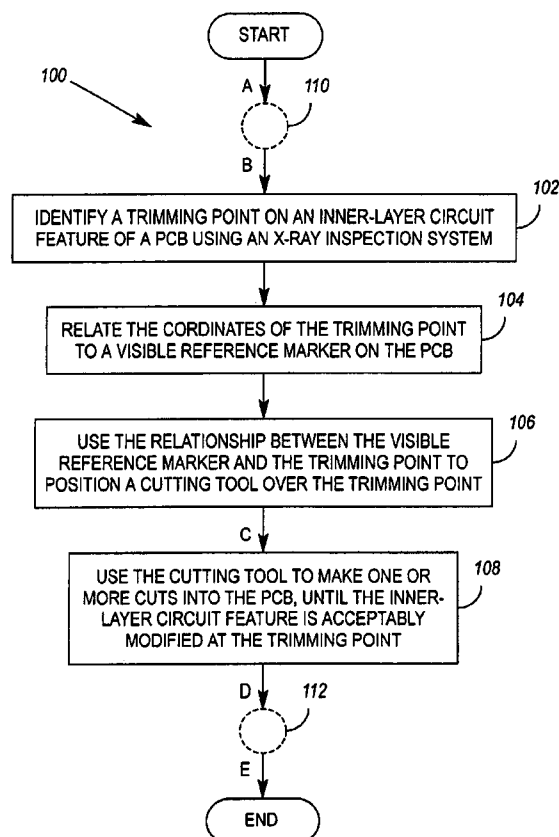 START
100
A
110
B
102
IDENTIFY A TRIMMING POINT ON AN INNER-LAYER CIRCUIT
FEATURE OF A PCB USING AN X-RAY INSPECTION SYSTEM
104
RELATE THE CORDINATES OF THE TRIMMING POINT
TO A VISIBLE REFERENCE MARKER ON THE PCB
106
USE THE RELATIONSHIP BETWEEN THE VISIBLE
REFERENCE MARKER AND THE TRIMMING POINT TO
POSITION A CUTTING TOOL OVER THE TRIMMING POINT
C
108
USE THE CUTTING TOOL TO MAKE ONE OR
MORE CUTS INTO THE PCB, UNTIL THE INNER-
LAYER CIRCUIT FEATURE IS ACCEPTABLY
MODIFIED AT THE TRIMMING POINT
D
112
E
END